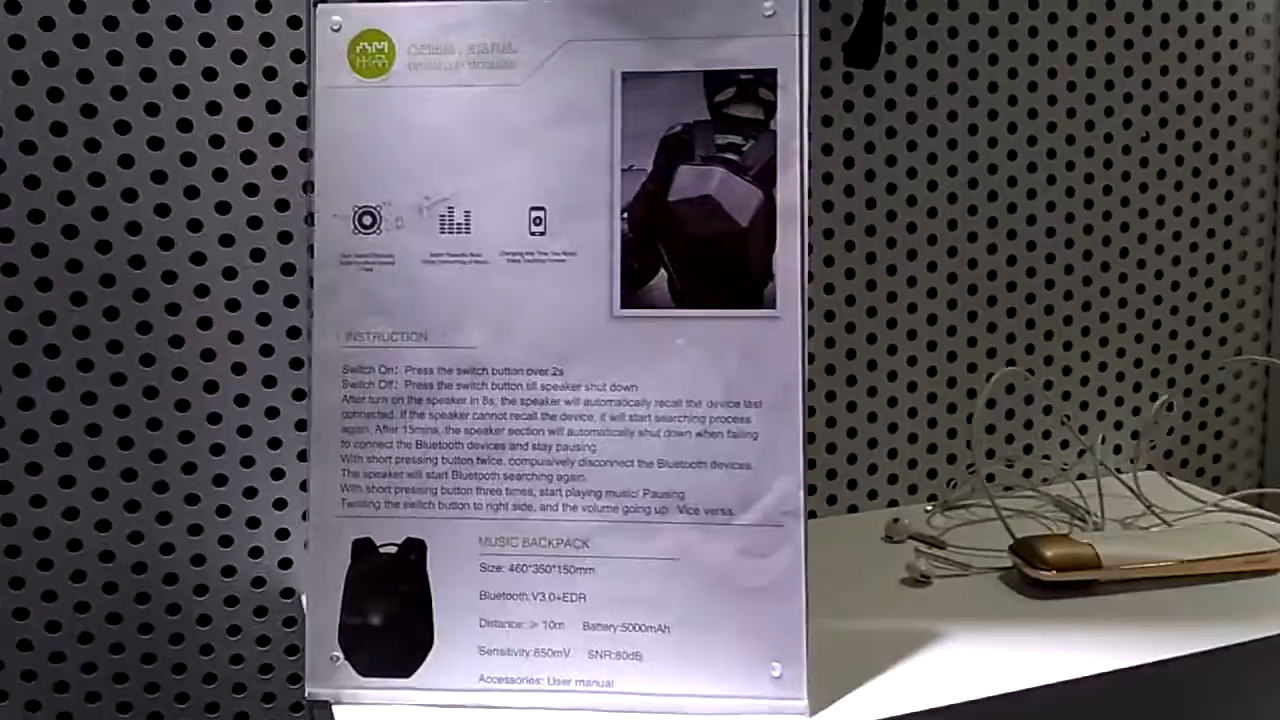 INSTRUCTION
Switch On: Press the switch button over 2s
Switch Off: Press the switch button till speaker shut down
After turn on the speaker in 8s, the speaker will automatically recall the device last
connected. If the speaker cannot recall the device, it will start searching process
again. After 15mins, the speaker section will automatically shut down when failing
to connect the Bluetooth devices and stay pausing
With short pressing button twice, compulsively disconnect the Bluetooth devices.
The speaker will start Bluetooth searching again.
With short pressing button three times, start playing music/ Pausing
Twisting the switch button to right side, and the volume going up. Vice versa.
MUSIC BACKPACK
Size: 460*350*150mm
Bluetooth:V3.0+EDR
Distance: > 10m Battery:5000mAh
Sensitivity:850mV SNR:80dB
Accessories: User manual